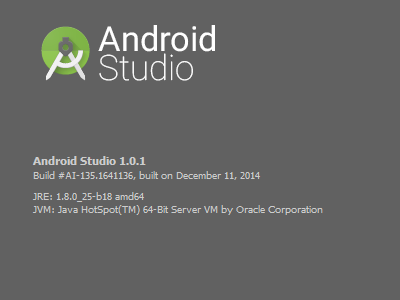 Android
Studio
Android Studio 1.0.1
Build #AI-135.1641136, built on December 11, 2014
JRE: 1.8.0_25-b18 amd64
JVM: Java HotSpot(TM) 64-Bit Server VM by Oracle Corporation